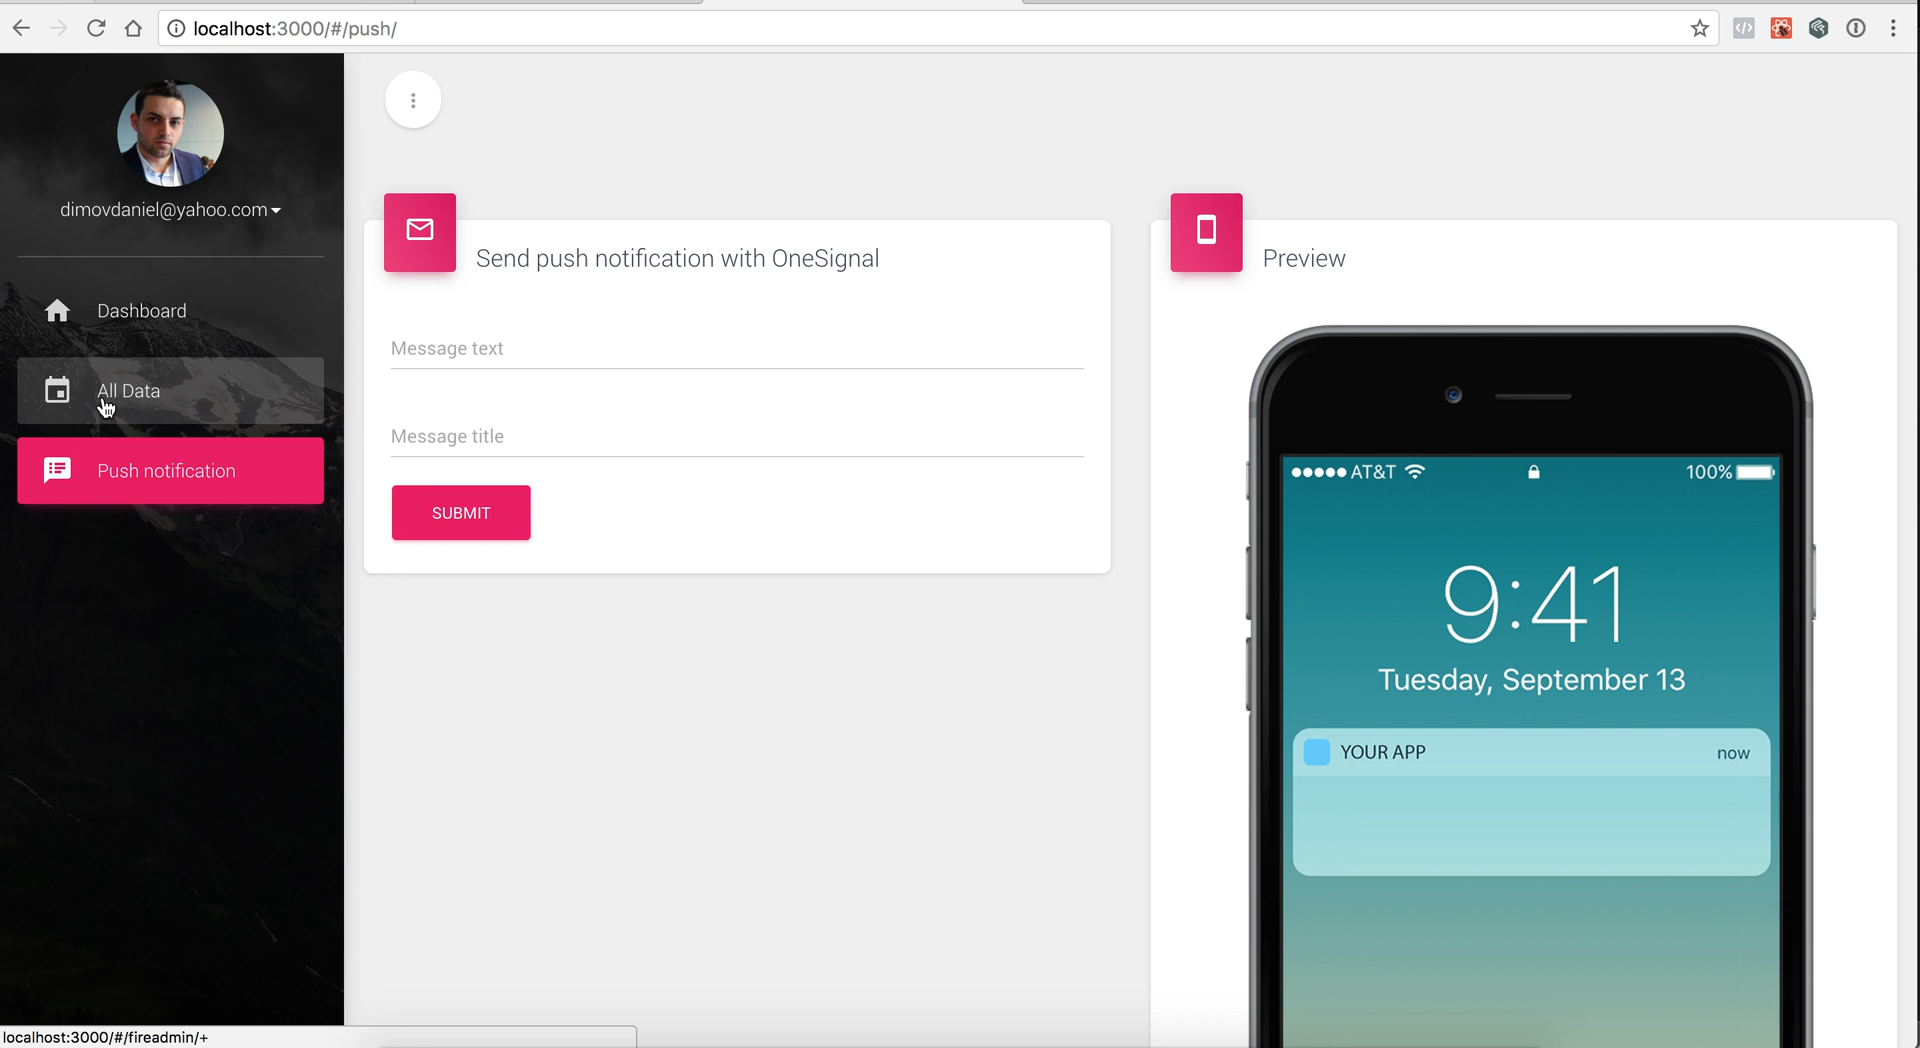 localhost:3000/#/push/
dimovdaniel@yahoo.com
Dashboard
All Data
Push notification
Send push notification with OneSignal
Message text
Message title
SUBMIT
Preview
AT&T
100%
9:41
Tuesday, September 13
YOUR APP
now
localhost:3000/#/fireadmin/+